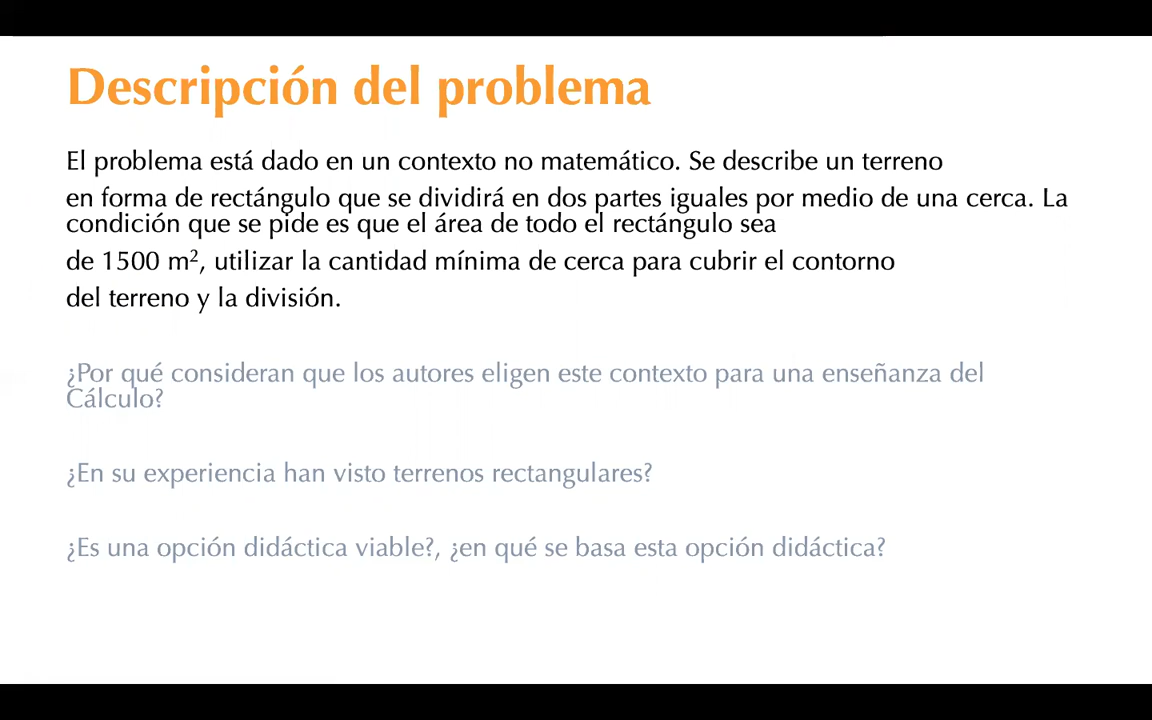 Descripción del problema
El problema está dado en un contexto no matemático. Se describe un terreno
en forma de rectángulo que se dividirá en dos partes iguales por medio de una cerca. La
condición que se pide es que el área de todo el rectángulo sea
de 1500 m², utilizar la cantidad mínima de cerca para cubrir el contorno
del terreno y la división.
¿Por qué consideran que los autores eligen este contexto para una enseñanza del
Cálculo?
¿En su experiencia han visto terrenos rectangulares?
¿Es una opción didáctica viable?, ¿en qué se basa esta opción didáctica?